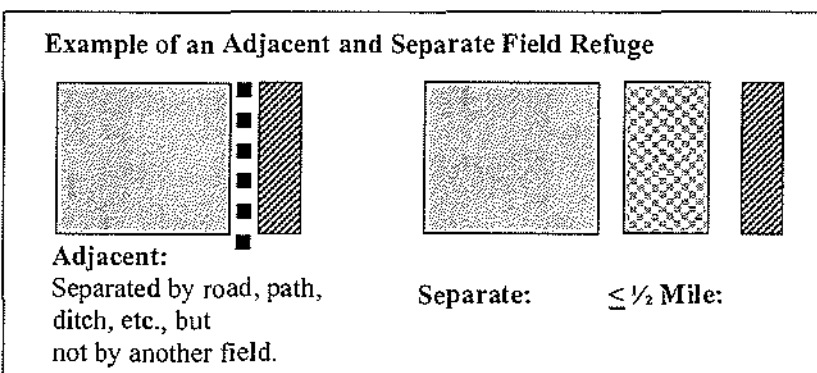 Example of an Adjacent and Separate Field Refuge
Adjacent:
Separated by road, path,
ditch, etc., but
not by another field.
Separate: ≤ ½ Mile: